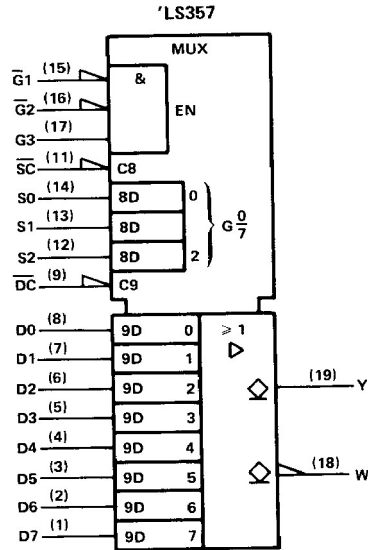 'LS357
MUX
G̅1 (15) &
G̅2 (16) EN
G3 (17)
S̅C̅ (11) C8
S0 (14) 8D 0
S1 (13) 8D G 0/7
S2 (12) 8D 2
D̅C̅ (9) C9
D0 (8) 9D 0 ⩾ 1
D1 (7) 9D 1
D2 (6) 9D 2 (19) Y
D3 (5) 9D 3
D4 (4) 9D 4
D5 (3) 9D 5 (18) W
D6 (2) 9D 6
D7 (1) 9D 7